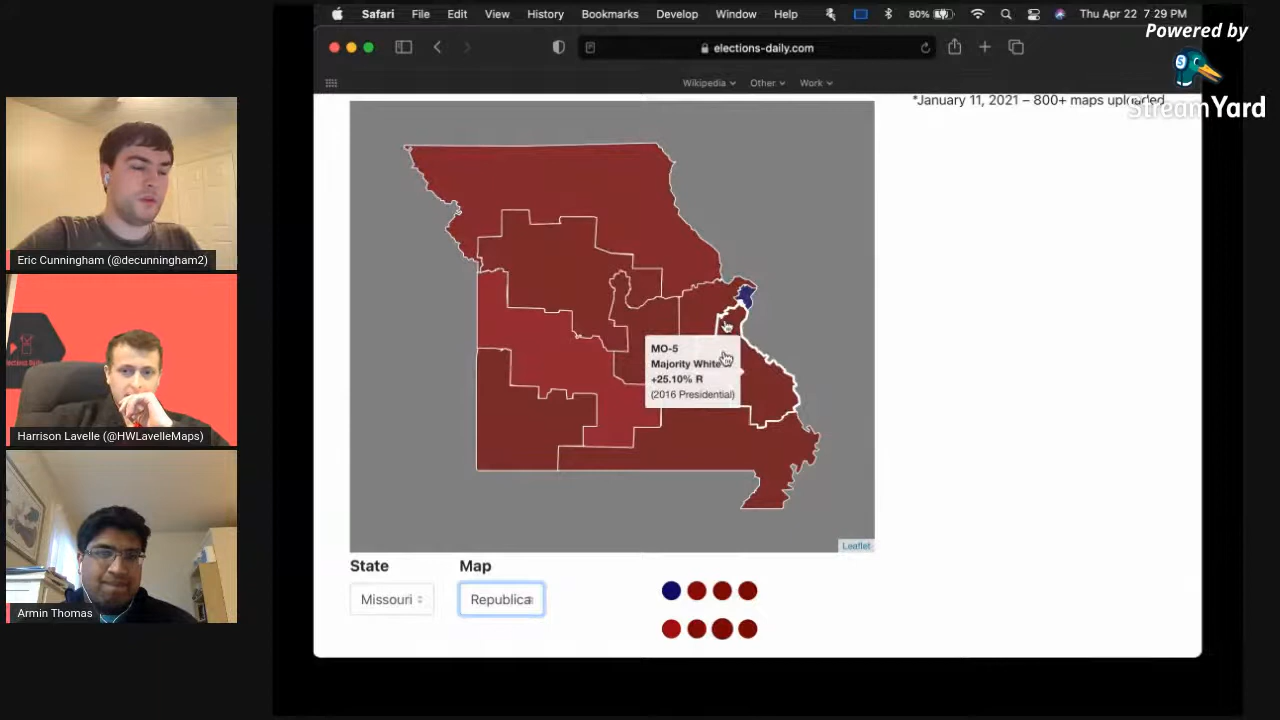 Safari File Edit View History Bookmarks Develop Window Help 80% Thu Apr 22 7:29 PM
Powered by
StreamYard
elections-daily.com
Wikipedia Other Work
*January 11, 2021 – 800+ maps uploaded
Eric Cunningham (@decunningham2)
Harrison Lavelle (@HWLavelleMaps)
Armin Thomas
MO-5
Majority White
+25.10% R
(2016 Presidential)
Leaflet
State Map
Missouri Republica